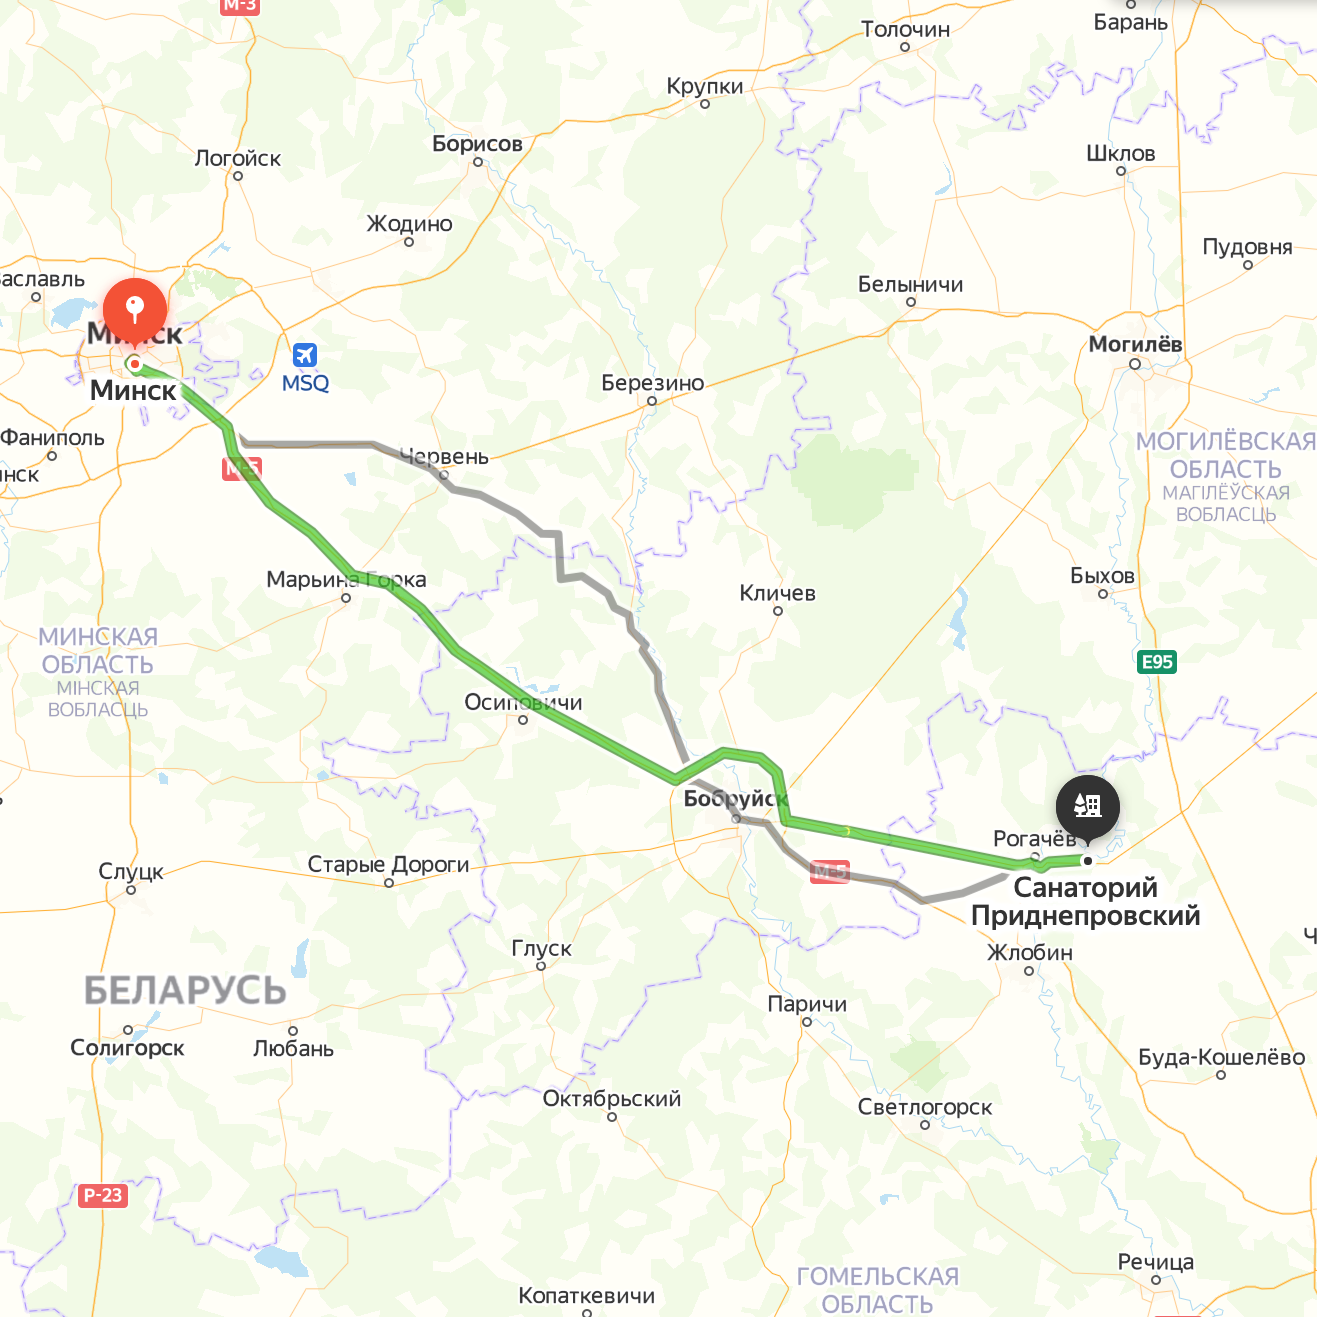 М-3
Барань
Толочин
Крупки
Борисов
Шклов
Логойск
Жодино
Пудовня
Заславль
Белыничи
Минск
Могилёв
MSQ
Березино
Минск
Фаниполь
Червень
МОГИЛЁВСКАЯ
ОБЛАСТЬ
МАГІЛЁЎСКАЯ
ВОБЛАСЦЬ
М-5
нск
Марьина Горка
Быхов
Кличев
МИНСКАЯ
ОБЛАСТЬ
МІНСКАЯ
ВОБЛАСЦЬ
E95
Осиповичи
Бобруйск
Рогачёв
Старые Дороги
Слуцк
М-5
Санаторий
Приднепровский
Глуск
Жлобин
Ч
БЕЛАРУСЬ
Паричи
Солигорск
Любань
Буда-Кошелёво
Октябрьский
Светлогорск
Р-23
Речица
ГОМЕЛЬСКАЯ
ОБЛАСТЬ
Копаткевичи